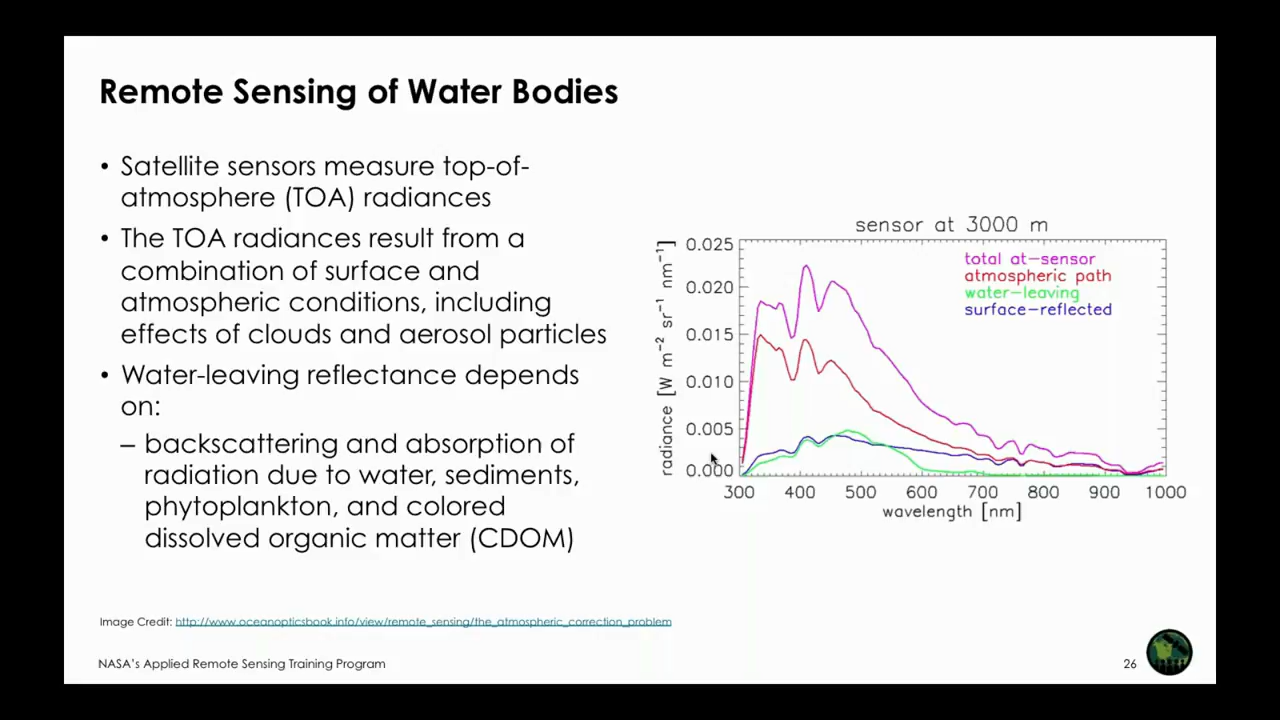 Remote Sensing of Water Bodies
• Satellite sensors measure top-of-
atmosphere (TOA) radiances
• The TOA radiances result from a
combination of surface and
atmospheric conditions, including
effects of clouds and aerosol particles
• Water-leaving reflectance depends
on:
– backscattering and absorption of
radiation due to water, sediments,
phytoplankton, and colored
dissolved organic matter (CDOM)
sensor at 3000 m
radiance [W m⁻² sr⁻¹ nm⁻¹]
0.025
0.020
0.015
0.010
0.005
0.000
total at-sensor
atmospheric path
water-leaving
surface-reflected
300 400 500 600 700 800 900 1000
wavelength [nm]
Image Credit: http://www.oceanopticsbook.info/view/remote_sensing/the_atmospheric_correction_problem
NASA's Applied Remote Sensing Training Program
26